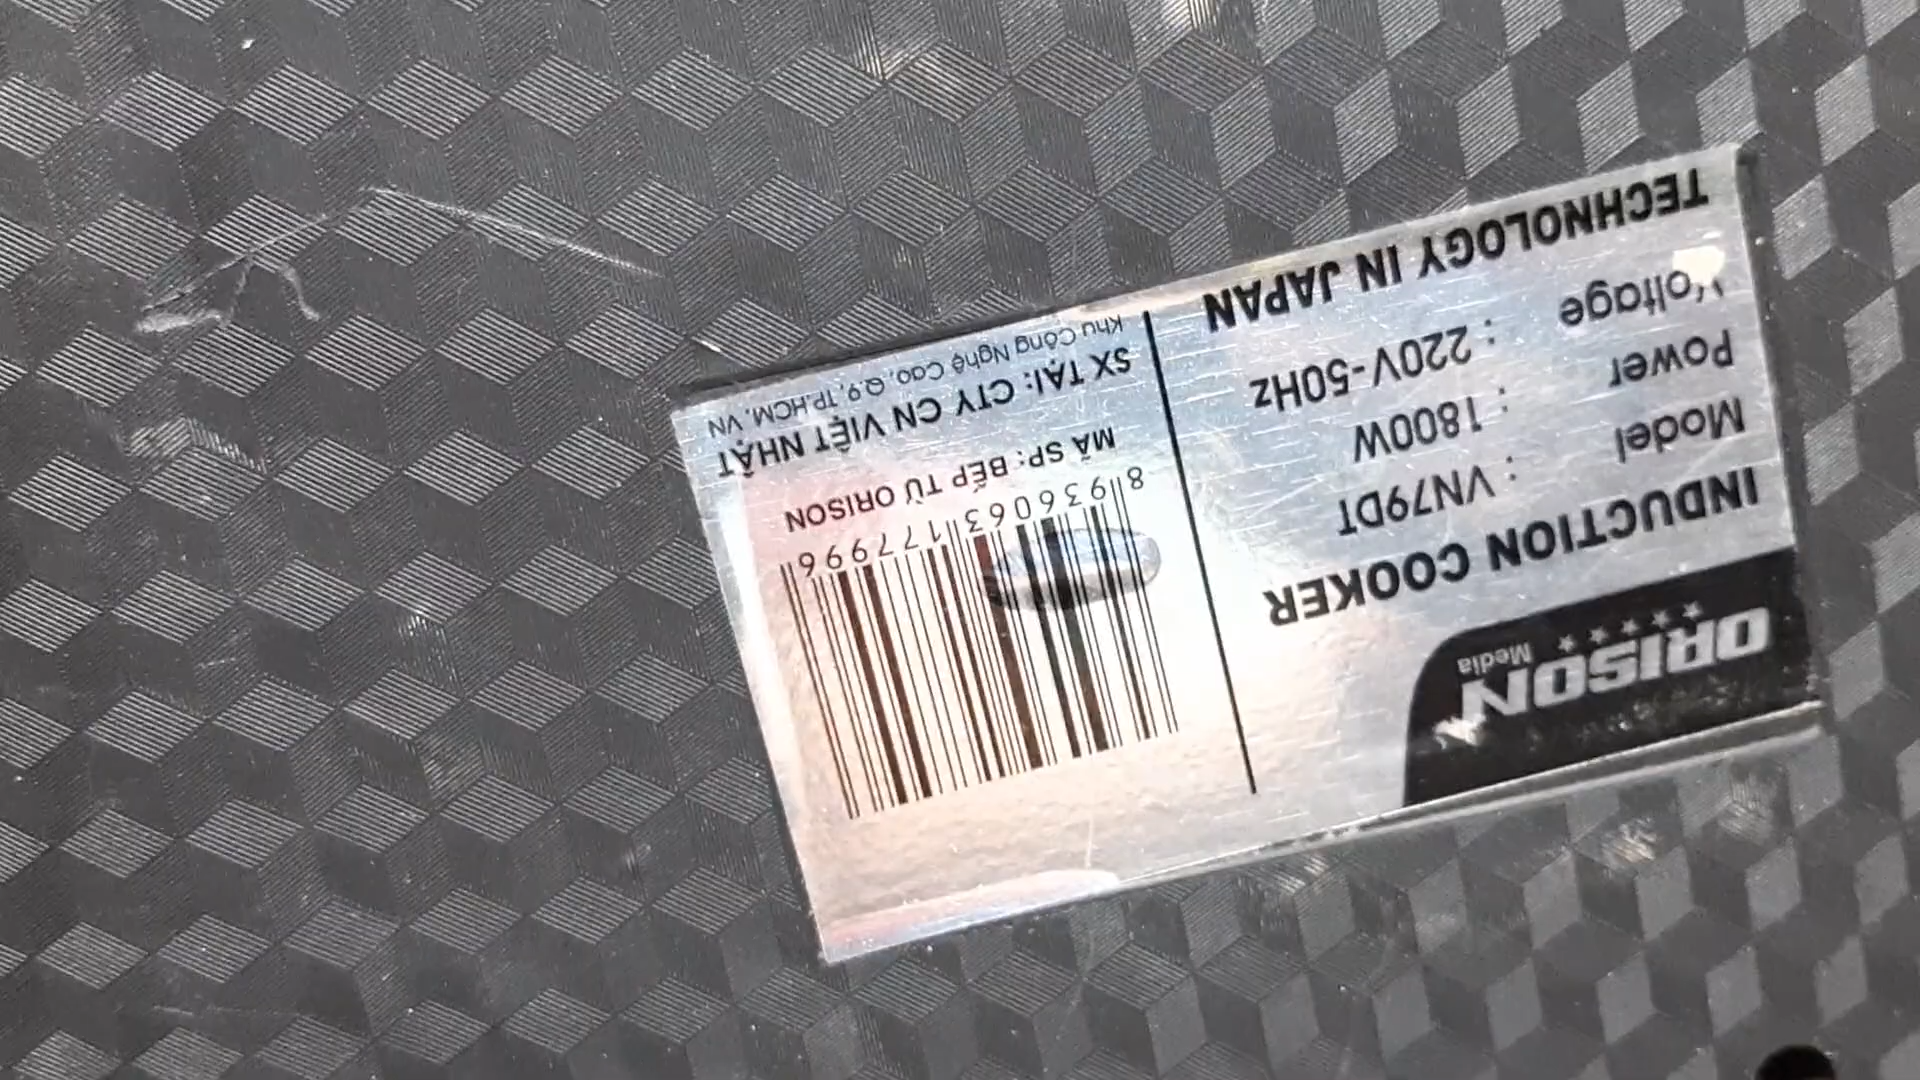 ORISON
Media
INDUCTION COOKER
Model : VN79DT
Power : 1800W
Voltage : 220V-50Hz
TECHNOLOGY IN JAPAN
8 936063 177996
MÃ SP: BẾP TỪ ORISON
SX TẠI: CTY CN VIỆT NHẬT
Khu Công Nghệ Cao, Q.9, TP.HCM, VN